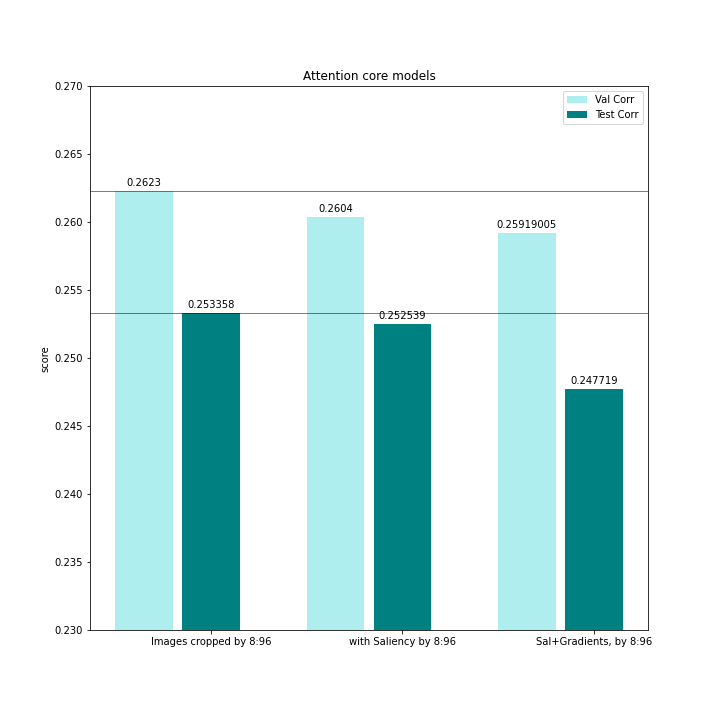 Attention core models
0.270
0.265
0.260
0.255
0.250
0.245
0.240
0.235
0.230
score
Val Corr
Test Corr
0.2623
0.253358
0.2604
0.252539
0.25919005
0.247719
Images cropped by 8:96
with Saliency by 8:96
Sal+Gradients, by 8:96